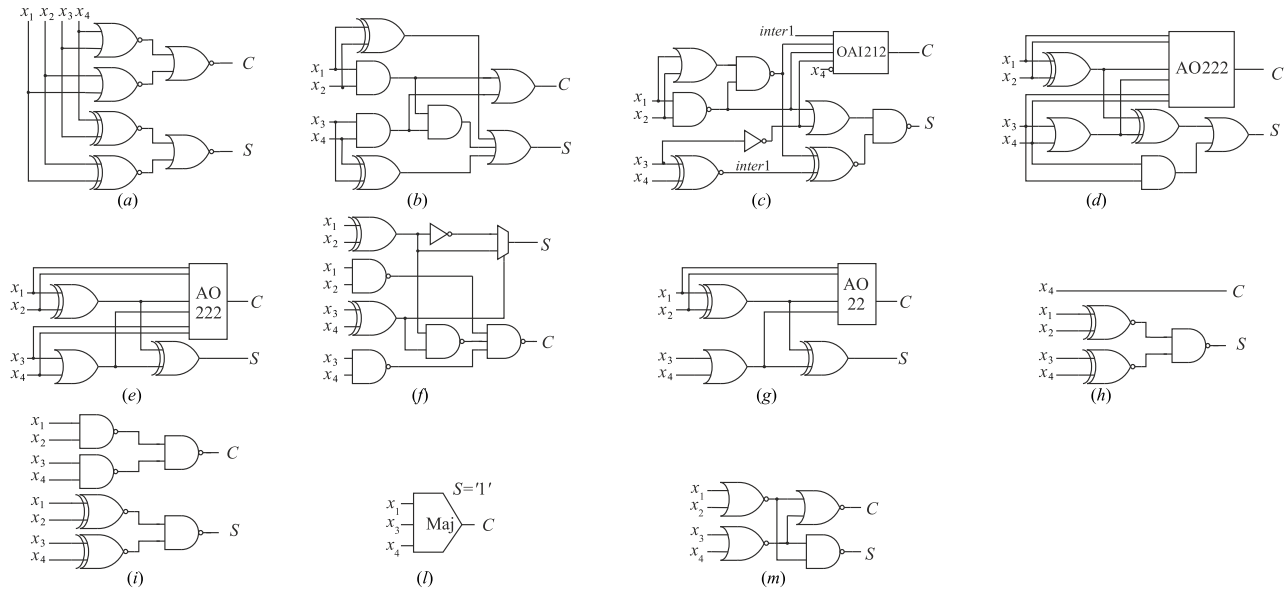 x1 x2 x3 x4
C
S
(a)
x1
x2
x3
x4
C
S
(b)
inter1
OAI212
C
x4
x1
x2
x3
x4
inter1
S
(c)
x1
x2
x3
x4
AO222
C
S
(d)
x1
x2
x3
x4
AO
222
C
S
(e)
x1
x2
x1
x2
x3
x4
x3
x4
S
C
(f)
x1
x2
x3
x4
AO
22
C
S
(g)
x4
C
x1
x2
x3
x4
S
(h)
x1
x2
x3
x4
C
x1
x2
x3
x4
S
(i)
S='1'
x1
x3
x4
Maj
C
(l)
x1
x2
x3
x4
C
S
(m)